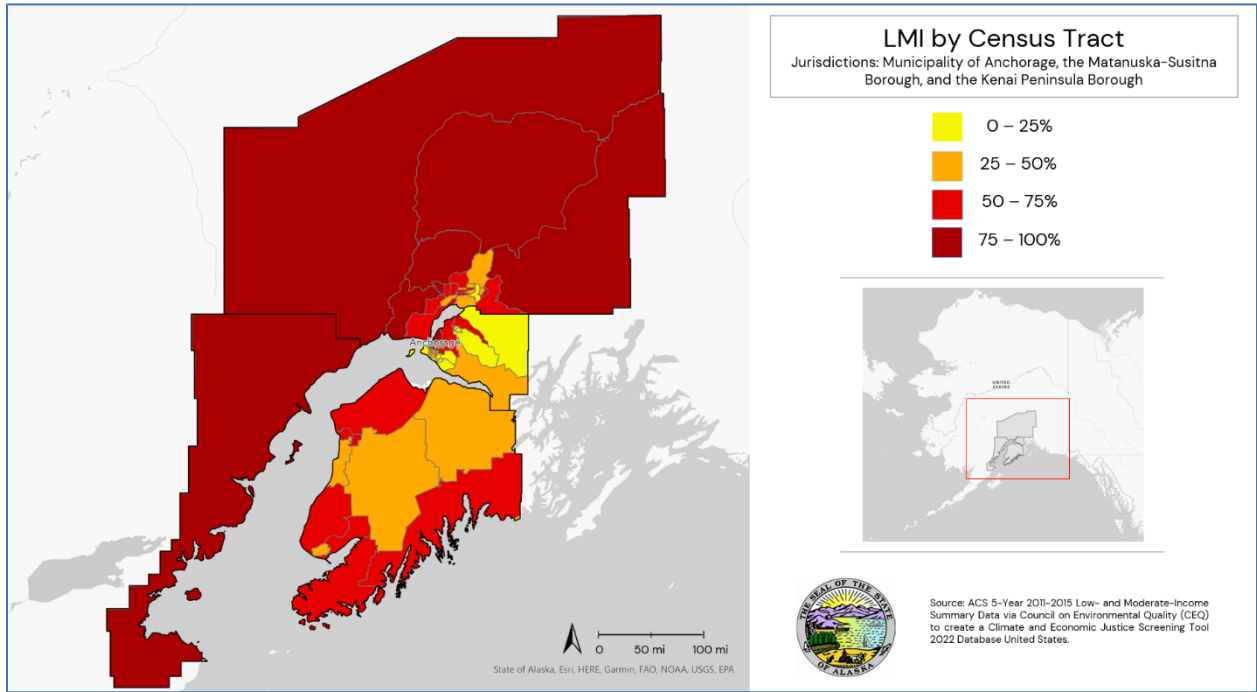 LMI by Census Tract
Jurisdictions: Municipality of Anchorage, the Matanuska-Susitna
Borough, and the Kenai Peninsula Borough
0 – 25%
25 – 50%
50 – 75%
75 – 100%
Anchorage
UNITED
STATES
0 50 mi 100 mi
State of Alaska, Esri, HERE, Garmin, FAO, NOAA, USGS, EPA
THE SEAL OF THE STATE
OF ALASKA
Source: ACS 5-Year 2011-2015 Low- and Moderate-Income
Summary Data via Council on Environmental Quality (CEQ)
to create a Climate and Economic Justice Screening Tool
2022 Database United States.